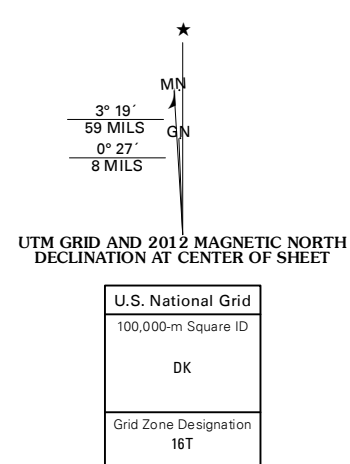 ★
MN
3° 19´
59 MILS
GN
0° 27´
8 MILS
UTM GRID AND 2012 MAGNETIC NORTH
DECLINATION AT CENTER OF SHEET
U.S. National Grid
100,000-m Square ID
DK
Grid Zone Designation
16T